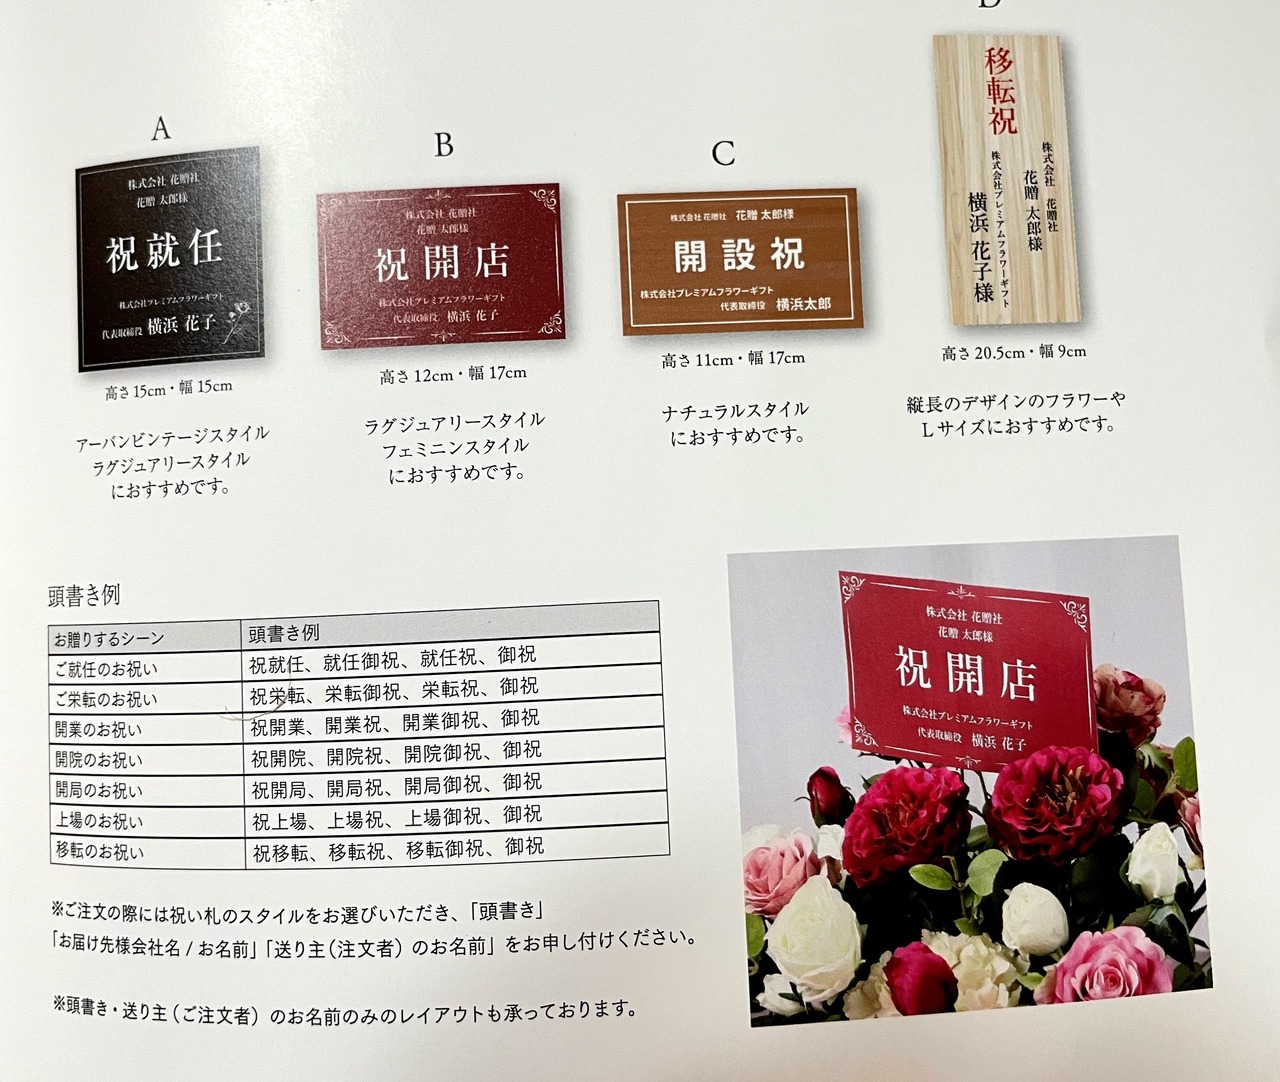 A
株式会社 花贈社
花贈 太郎様
祝就任
株式会社プレミアムフラワーギフト
代表取締役 横浜 花子
高さ15cm・幅15cm
アーバンビンテージスタイル
ラグジュアリースタイル
におすすめです。
B
株式会社 花贈社
花贈 太郎様
祝開店
株式会社プレミアムフラワーギフト
代表取締役 横浜 花子
高さ12cm・幅17cm
ラグジュアリースタイル
フェミニンスタイル
におすすめです。
C
株式会社 花贈社 花贈 太郎様
開設祝
株式会社プレミアムフラワーギフト
代表取締役 横浜太郎
高さ11cm・幅17cm
ナチュラルスタイル
におすすめです。
D
移転祝
株式会社 花贈社
花贈 太郎様
株式会社プレミアムフラワーギフト
横浜 花子様
高さ20.5cm・幅9cm
縦長のデザインのフラワーや
Lサイズにおすすめです。
頭書き例
お贈りするシーン 頭書き例
ご就任のお祝い 祝就任、就任御祝、就任祝、御祝
ご栄転のお祝い 祝栄転、栄転御祝、栄転祝、御祝
開業のお祝い 祝開業、開業祝、開業御祝、御祝
開院のお祝い 祝開院、開院祝、開院御祝、御祝
開局のお祝い 祝開局、開局祝、開局御祝、御祝
上場のお祝い 祝上場、上場祝、上場御祝、御祝
移転のお祝い 祝移転、移転祝、移転御祝、御祝
※ご注文の際には祝い札のスタイルをお選びいただき、「頭書き」
「お届け先様会社名 / お名前」「送り主(注文者) のお名前」をお申し付けください。
※頭書き・送り主(ご注文者) のお名前のみのレイアウトも承っております。
株式会社 花贈社
花贈 太郎様
祝開店
株式会社プレミアムフラワーギフト
代表取締役 横浜 花子